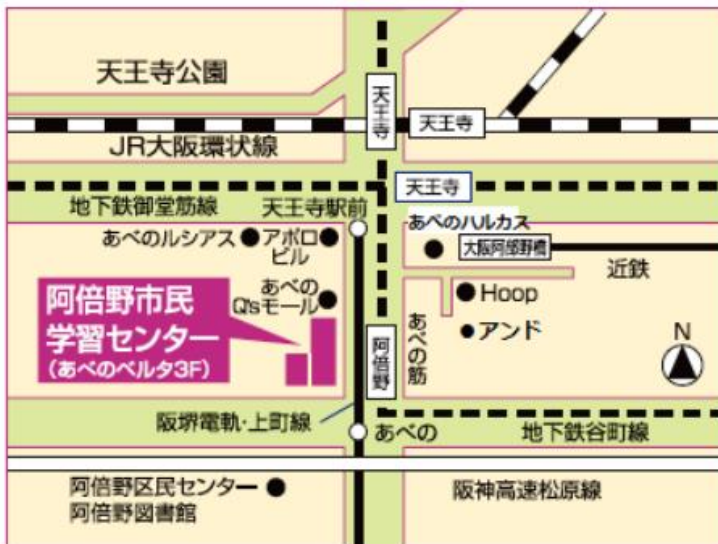 天王寺公園
天王寺
天王寺
JR大阪環状線
天王寺
地下鉄御堂筋線
天王寺駅前
あべのハルカス
あべのルシアス
アポロ
ビル
大阪阿部野橋
近鉄
あべの
Q'sモール
Hoop
阿倍野市民
学習センター
(あべのベルタ3F)
アンド
あべの筋
阿倍野
N
阪堺電軌・上町線
あべの
地下鉄谷町線
阿倍野区民センター
阿倍野図書館
阪神高速松原線